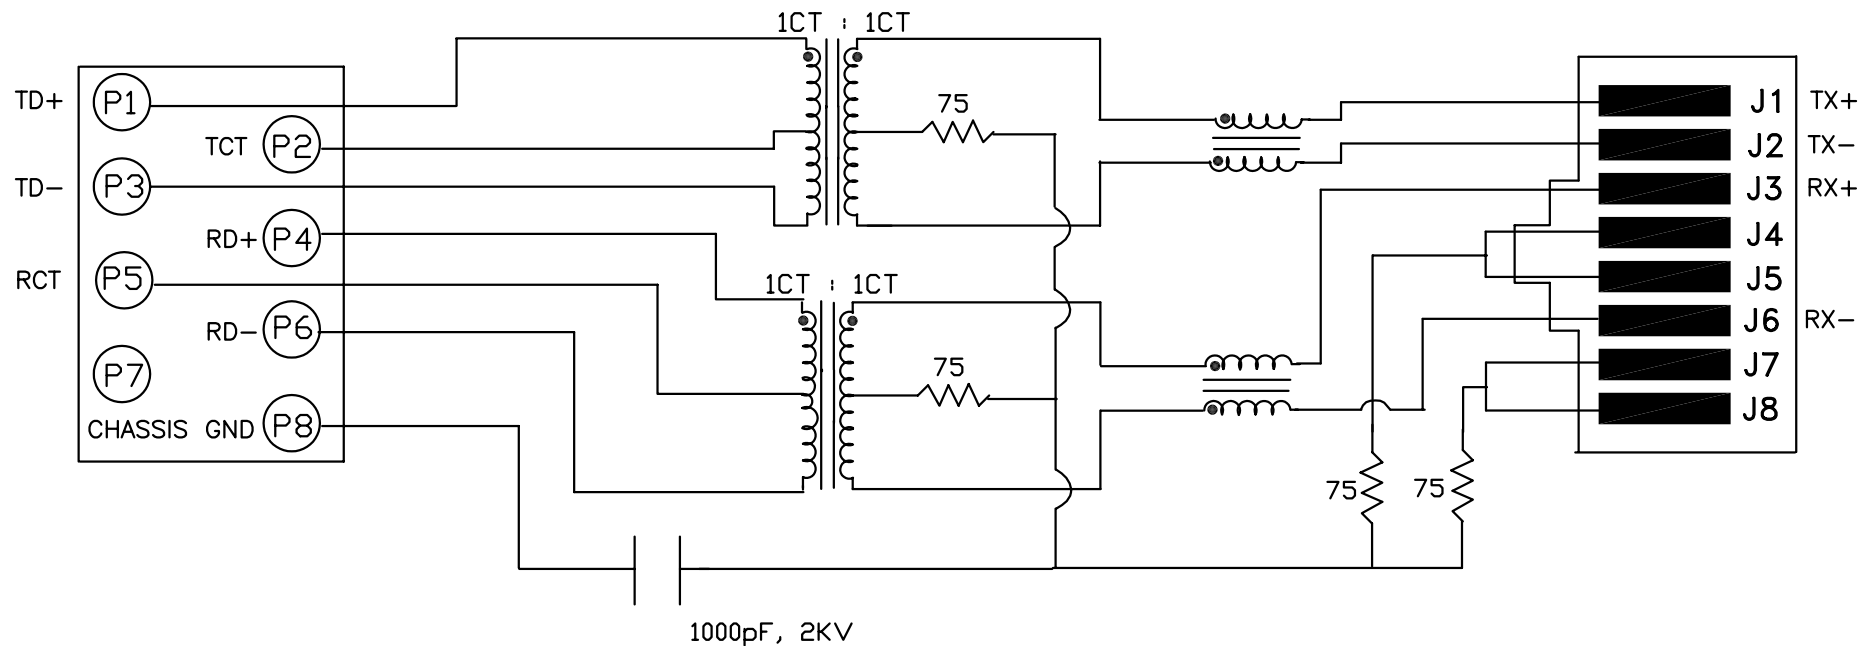 1CT : 1CT
TD+ P1
TCT P2
TD- P3
RD+ P4
RCT P5
RD- P6
P7
CHASSIS GND P8
75
1CT : 1CT
75
1000pF, 2KV
75
75
J1 TX+
J2 TX-
J3 RX+
J4
J5
J6 RX-
J7
J8